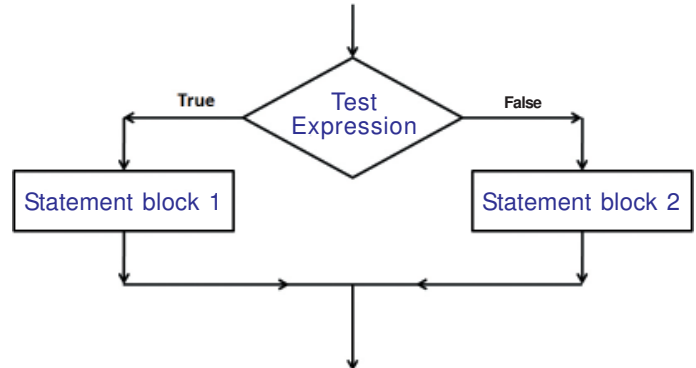 Test
Expression
True
False
Statement block 1
Statement block 2